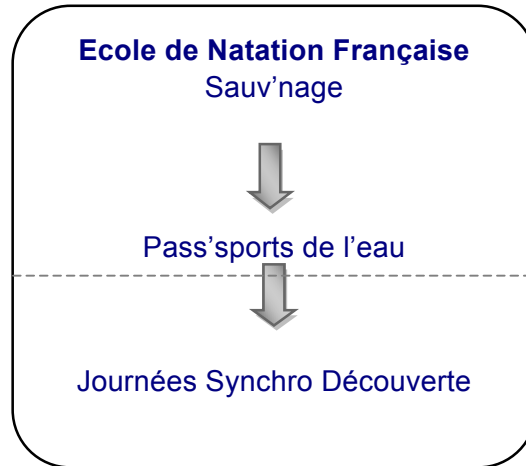 Ecole de Natation Française
Sauv'nage
Pass'sports de l'eau
Journées Synchro Découverte